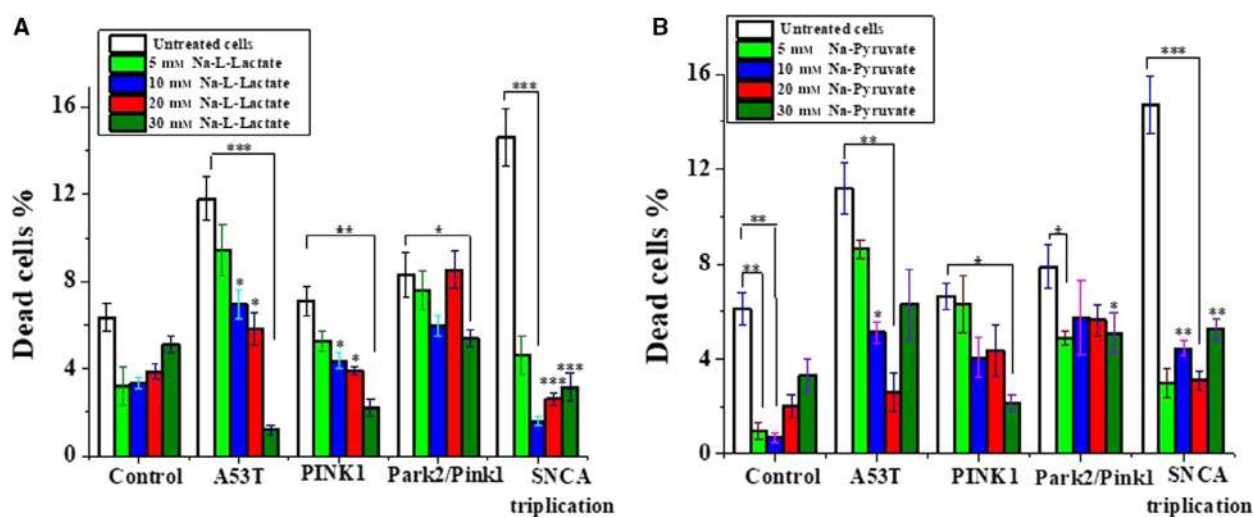 A
Untreated cells
5 mM Na-L-Lactate
10 mM Na-L-Lactate
20 mM Na-L-Lactate
30 mM Na-L-Lactate
Dead cells %
16
12
8
4
0
***
***
**
*
*
*
*
*
***
***
Control
A53T
PINK1
Park2/Pink1
SNCA
triplication
B
Untreated cells
5 mM Na-Pyruvate
10 mM Na-Pyruvate
20 mM Na-Pyruvate
30 mM Na-Pyruvate
Dead cells %
16
12
8
4
0
***
**
**
**
*
*
*
*
**
**
Control
A53T
PINK1
Park2/Pink1
SNCA
triplication